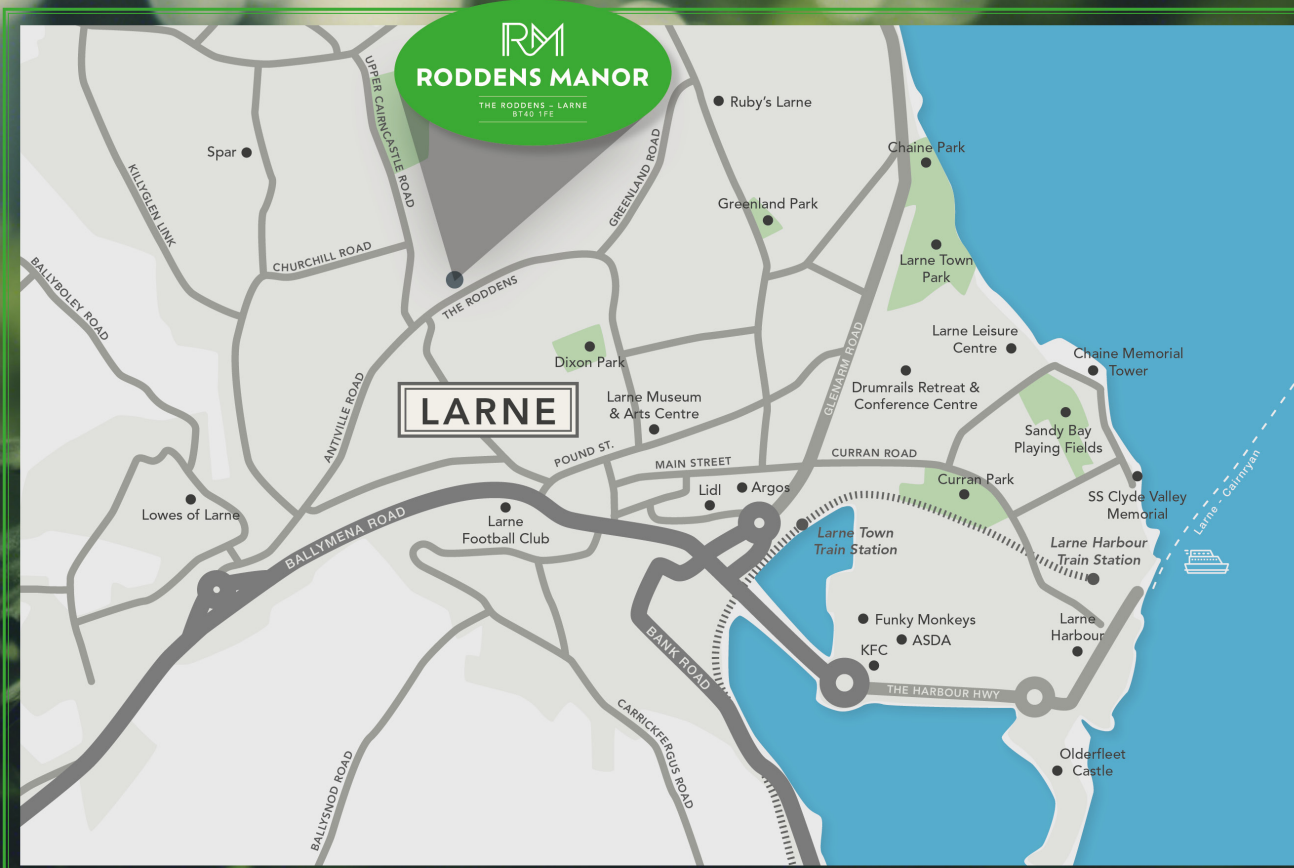 RM
RODDENS MANOR
THE RODDENS – LARNE
BT40 1FE
UPPER CAIRNCASTLE ROAD
Ruby's Larne
Spar
KILLYGLEN LINK
GREENLAND ROAD
Chaine Park
Greenland Park
CHURCHILL ROAD
BALLYBOLEY ROAD
Larne Town
Park
THE RODDENS
Larne Leisure
Centre
Dixon Park
Chaine Memorial
Tower
GLENARM ROAD
Drumrails Retreat &
Conference Centre
LARNE
Larne Museum
& Arts Centre
ANTIVILLE ROAD
Sandy Bay
Playing Fields
POUND ST.
MAIN STREET
CURRAN ROAD
Lidl
Argos
Curran Park
SS Clyde Valley
Memorial
Larne - Cairnryan
Lowes of Larne
BALLYMENA ROAD
Larne
Football Club
Larne Town
Train Station
Larne Harbour
Train Station
Funky Monkeys
ASDA
KFC
Larne
Harbour
BANK ROAD
THE HARBOUR HWY
CARRICKFERGUS ROAD
BALLYSNOD ROAD
Olderfleet
Castle